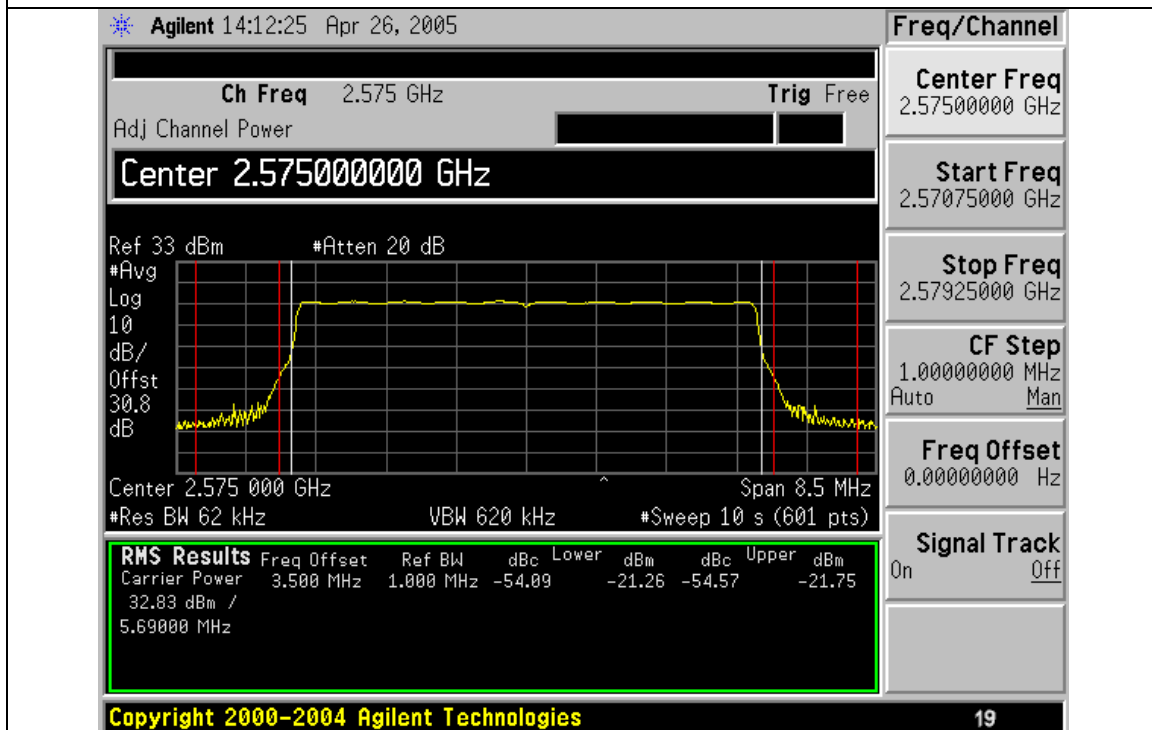 Agilent 14:12:25 Apr 26, 2005
Freq/Channel
Ch Freq 2.575 GHz Trig Free
Adj Channel Power
Center 2.575000000 GHz
Ref 33 dBm #Atten 20 dB
#Avg
Log
10
dB/
Offst
30.8
dB
Center 2.575 000 GHz Span 8.5 MHz
#Res BW 62 kHz VBW 620 kHz #Sweep 10 s (601 pts)
RMS Results Freq Offset Ref BW dBc Lower dBm dBc Upper dBm
Carrier Power 3.500 MHz 1.000 MHz -54.09 -21.26 -54.57 -21.75
32.83 dBm /
5.69000 MHz
Center Freq
2.57500000 GHz
Start Freq
2.57075000 GHz
Stop Freq
2.57925000 GHz
CF Step
1.00000000 MHz
Auto Man
Freq Offset
0.00000000 Hz
Signal Track
On Off
Copyright 2000-2004 Agilent Technologies
19